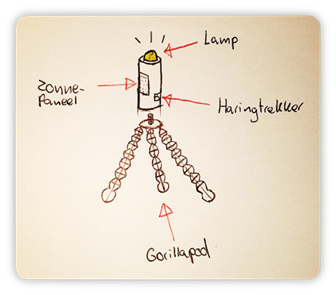 Lamp
Zonne-
Paneel
Haringtrekker
Gorillapod